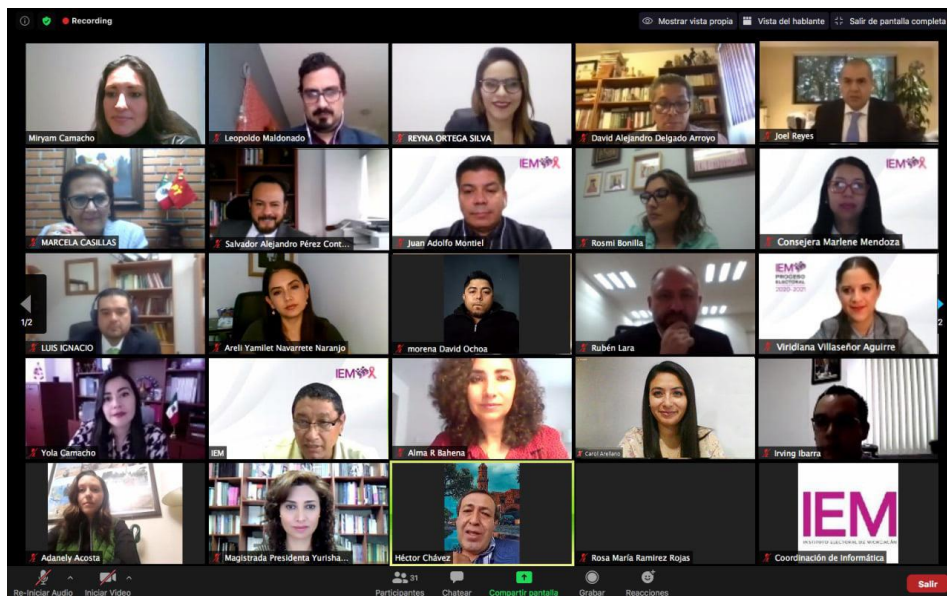 Recording
Mostrar vista propia
Vista del hablante
Salir de pantalla completa
Miryam Camacho
Leopoldo Maldonado
REYNA ORTEGA SILVA
David Alejandro Delgado Arroyo
Joel Reyes
IEM
IEM
MARCELA CASILLAS
Salvador Alejandro Pérez Cont...
Juan Adolfo Montiel
Rosmi Bonilla
Consejera Marlene Mendoza
IEM
PROCESO
ELECTORAL
2020-2021
1/2
LUIS IGNACIO
Areli Yamilet Navarrete Naranjo
morena David Ochoa
Rubén Lara
Viridiana Villaseñor Aguirre
IEM
Yola Camacho
IEM
Alma R Bahena
Carol Arellano
Irving Ibarra
IEM
INSTITUTO ELECTORAL DE MICHOACÁN
Adanely Acosta
Magistrada Presidenta Yurisha...
Héctor Chávez
Rosa María Ramirez Rojas
Coordinación de Informática
Re-Iniciar Audio
Iniciar Video
31
Participantes
Chatear
Compartir pantalla
Grabar
Reacciones
Salir